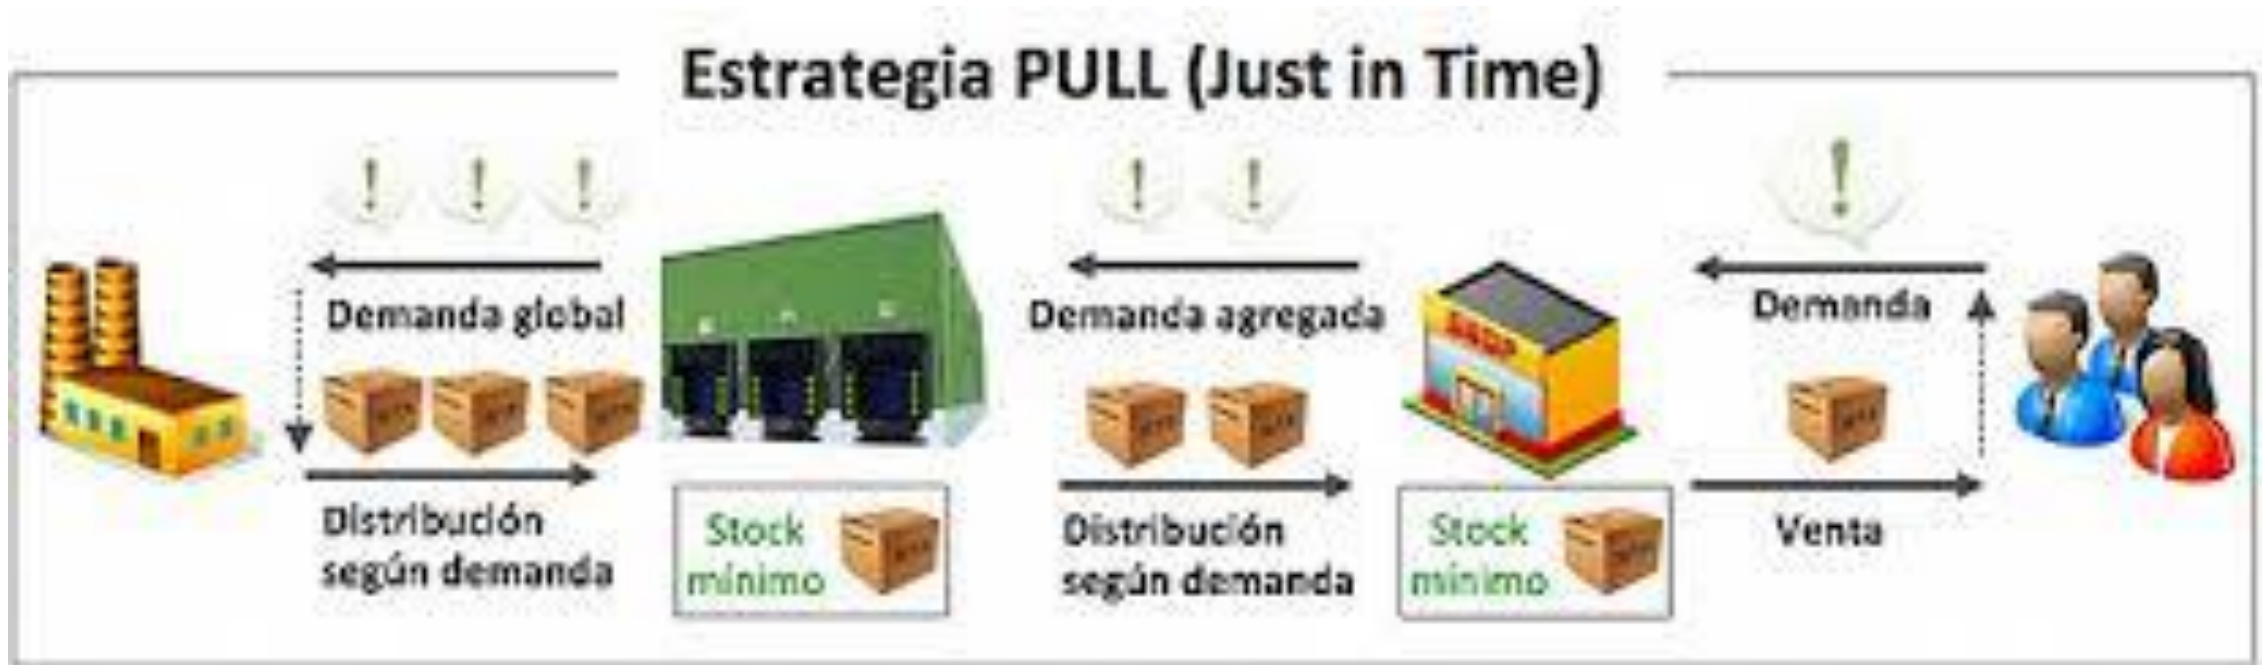 Estrategia PULL (Just in Time)
Demanda global
Demanda agregada
Demanda
Distribución
según demanda
Stock
mínimo
Distribución
según demanda
Stock
mínimo
Venta
SHOP